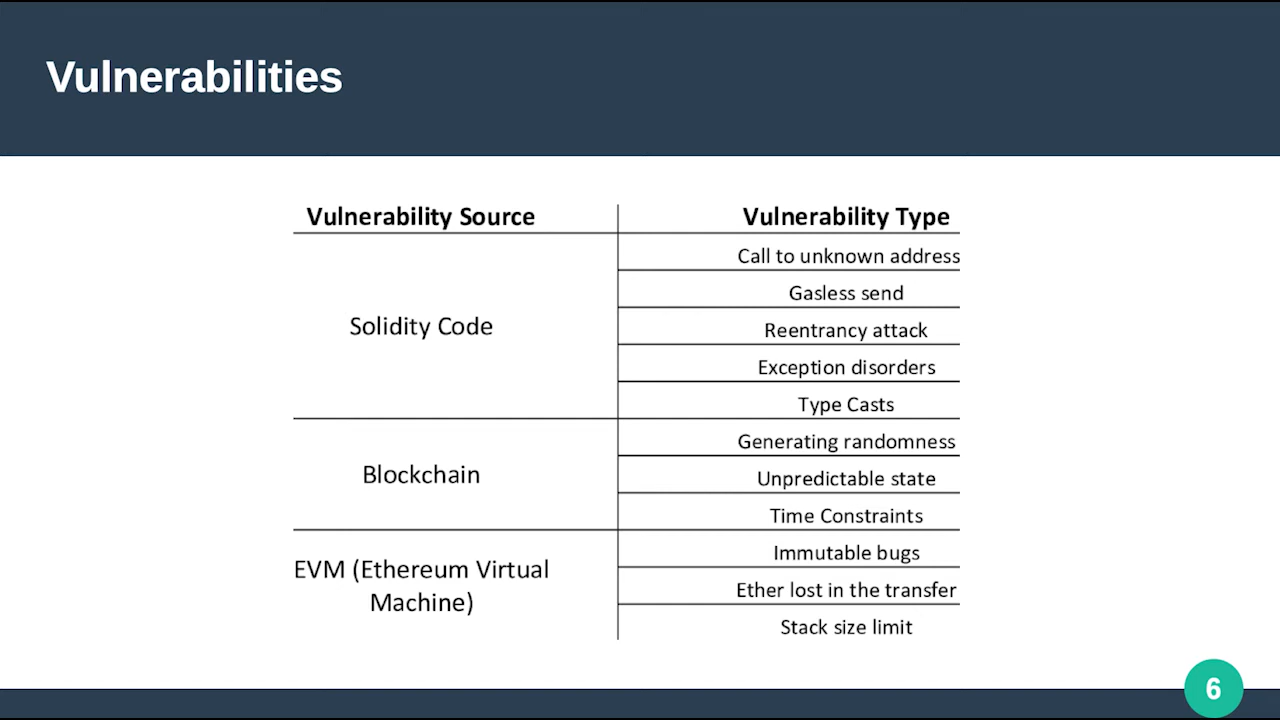 Vulnerabilities
Vulnerability Source
Vulnerability Type
Solidity Code
Call to unknown address
Gasless send
Reentrancy attack
Exception disorders
Type Casts
Blockchain
Generating randomness
Unpredictable state
Time Constraints
EVM (Ethereum Virtual
Machine)
Immutable bugs
Ether lost in the transfer
Stack size limit
6